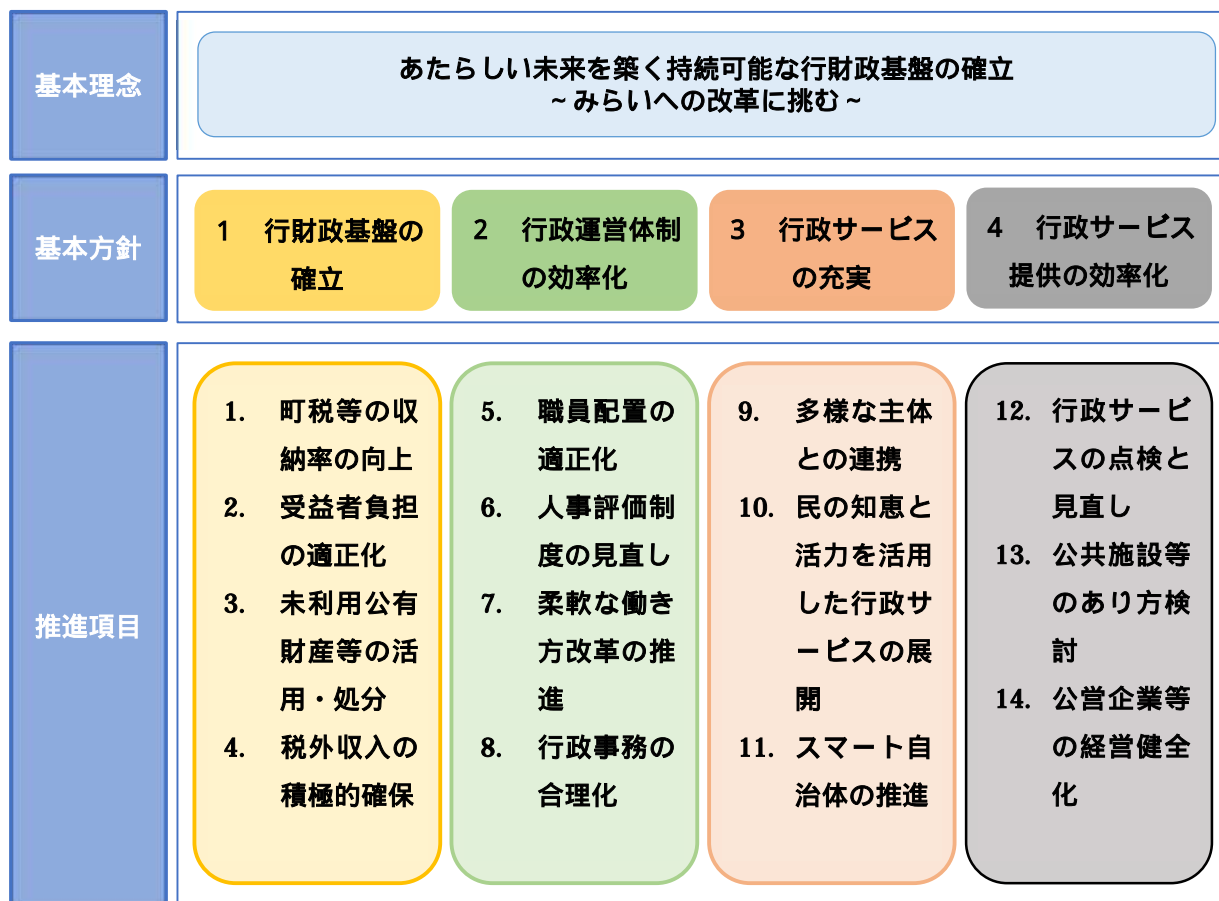 基本理念
あたらしい未来を築く持続可能な行財政基盤の確立
~みらいへの改革に挑む~
基本方針
1 行財政基盤の
確立
2 行政運営体制
の効率化
3 行政サービス
の充実
4 行政サービス
提供の効率化
推進項目
1. 町税等の収
納率の向上
2. 受益者負担
の適正化
3. 未利用公有
財産等の活
用・処分
4. 税外収入の
積極的確保
5. 職員配置の
適正化
6. 人事評価制
度の見直し
7. 柔軟な働き
方改革の推
進
8. 行政事務の
合理化
9. 多様な主体
との連携
10. 民の知恵と
活力を活用
した行政サ
ービスの展
開
11. スマート自
治体の推進
12. 行政サービ
スの点検と
見直し
13. 公共施設等
のあり方検
討
14. 公営企業等
の経営健全
化